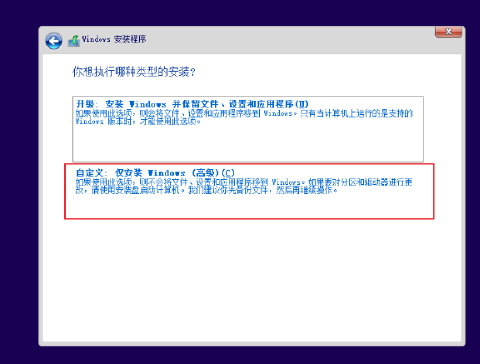 Windows 安装程序
你想执行哪种类型的安装?
升级: 安装 Windows 并保留文件、设置和应用程序(U)
如果使用此选项，则会将文件、设置和应用程序移到 Windows。只有当计算机上运行的是支持的
Windows 版本时，才能使用此选项。
自定义: 仅安装 Windows (高级)(C)
如果使用此选项，则不会将文件、设置和应用程序移到 Windows。如果要对分区和驱动器进行更
改，请使用安装盘启动计算机。我们建议你先备份文件，然后再继续操作。